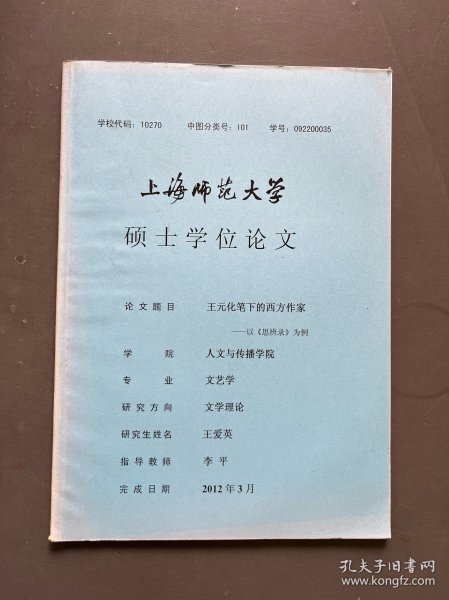 学校代码：10270 中图分类号：I01 学号：092200035
上海师范大学
硕士学位论文
论文题目 王元化笔下的西方作家
——以《思辨录》为例
学院 人文与传播学院
专业 文艺学
研究方向 文学理论
研究生姓名 王爱英
指导教师 李平
完成日期 2012年3月
孔夫子旧书网
www.kongfz.com